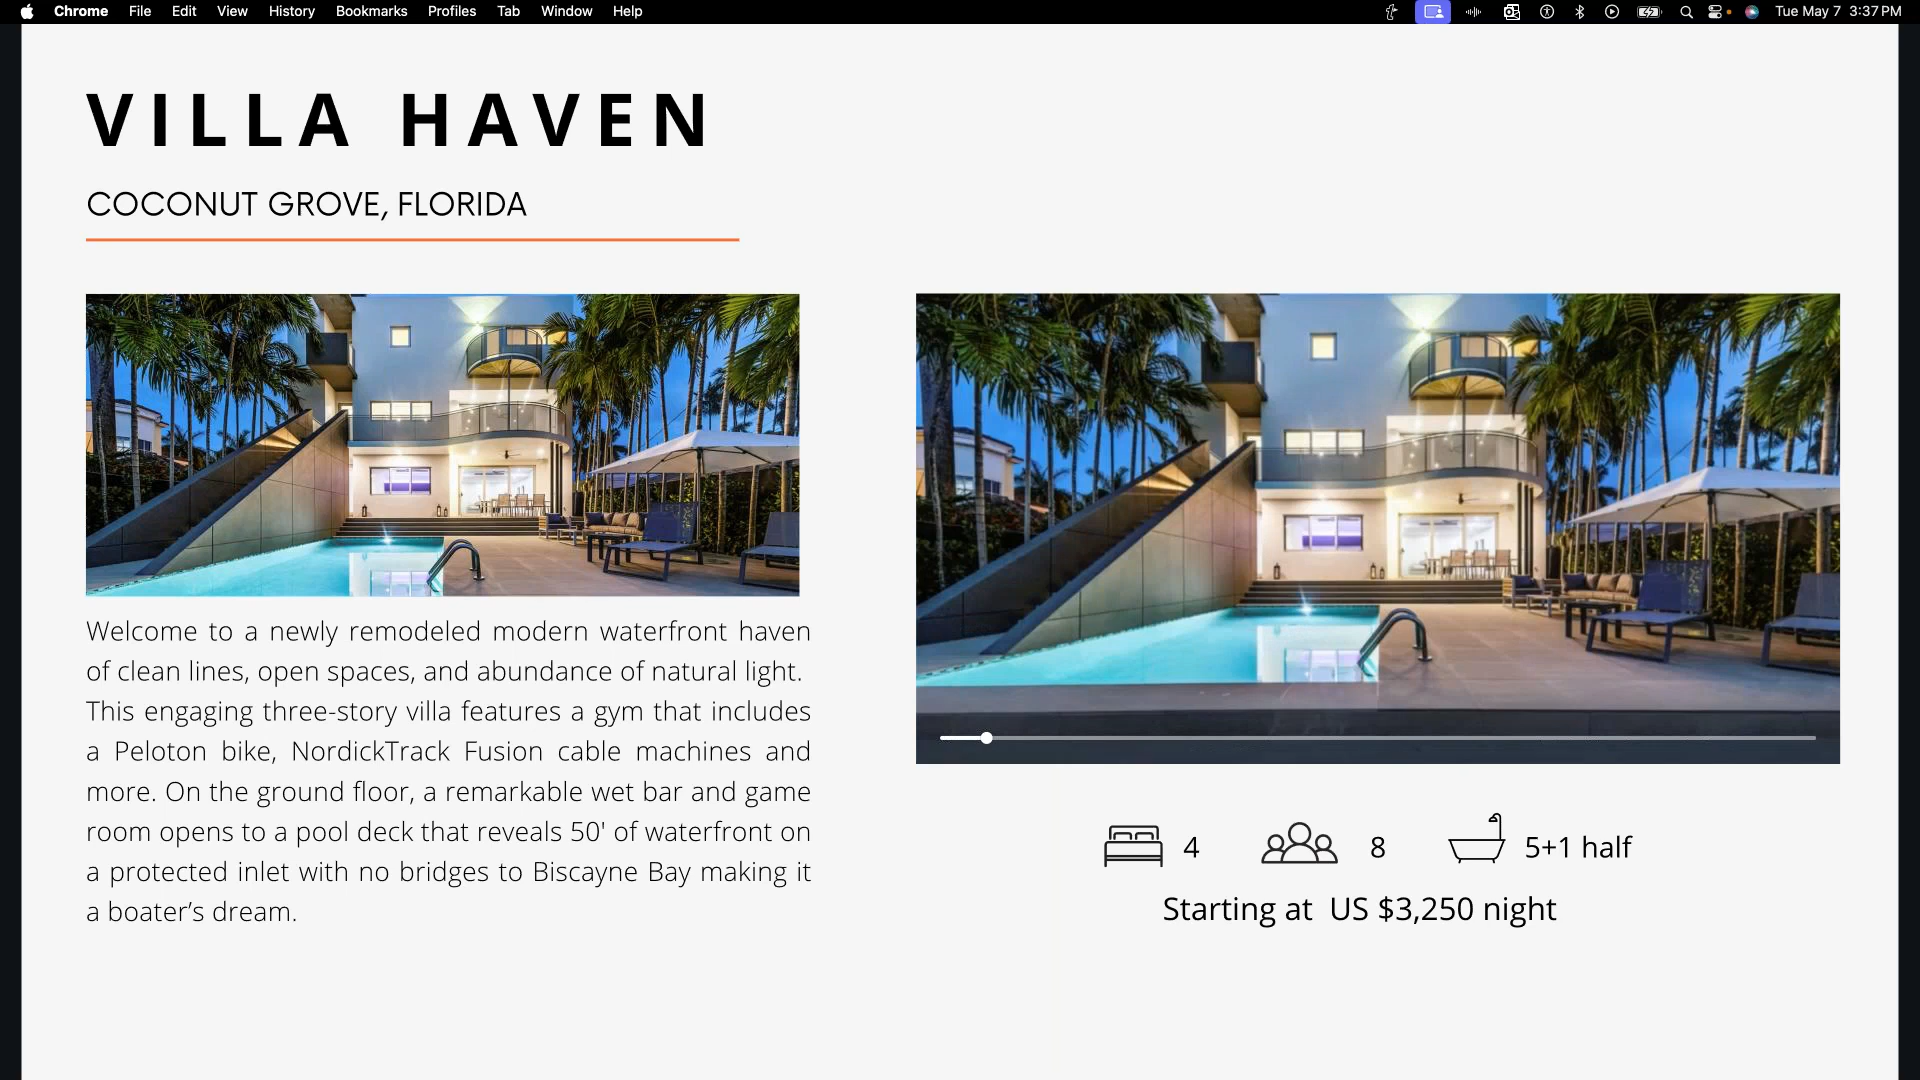 Chrome File Edit View History Bookmarks Profiles Tab Window Help Tue May 7 3:37 PM
VILLA HAVEN
COCONUT GROVE, FLORIDA
Welcome to a newly remodeled modern waterfront haven
of clean lines, open spaces, and abundance of natural light.
This engaging three-story villa features a gym that includes
a Peloton bike, NordickTrack Fusion cable machines and
more. On the ground floor, a remarkable wet bar and game
room opens to a pool deck that reveals 50' of waterfront on
a protected inlet with no bridges to Biscayne Bay making it
a boater’s dream.
4 8 5+1 half
Starting at US $3,250 night